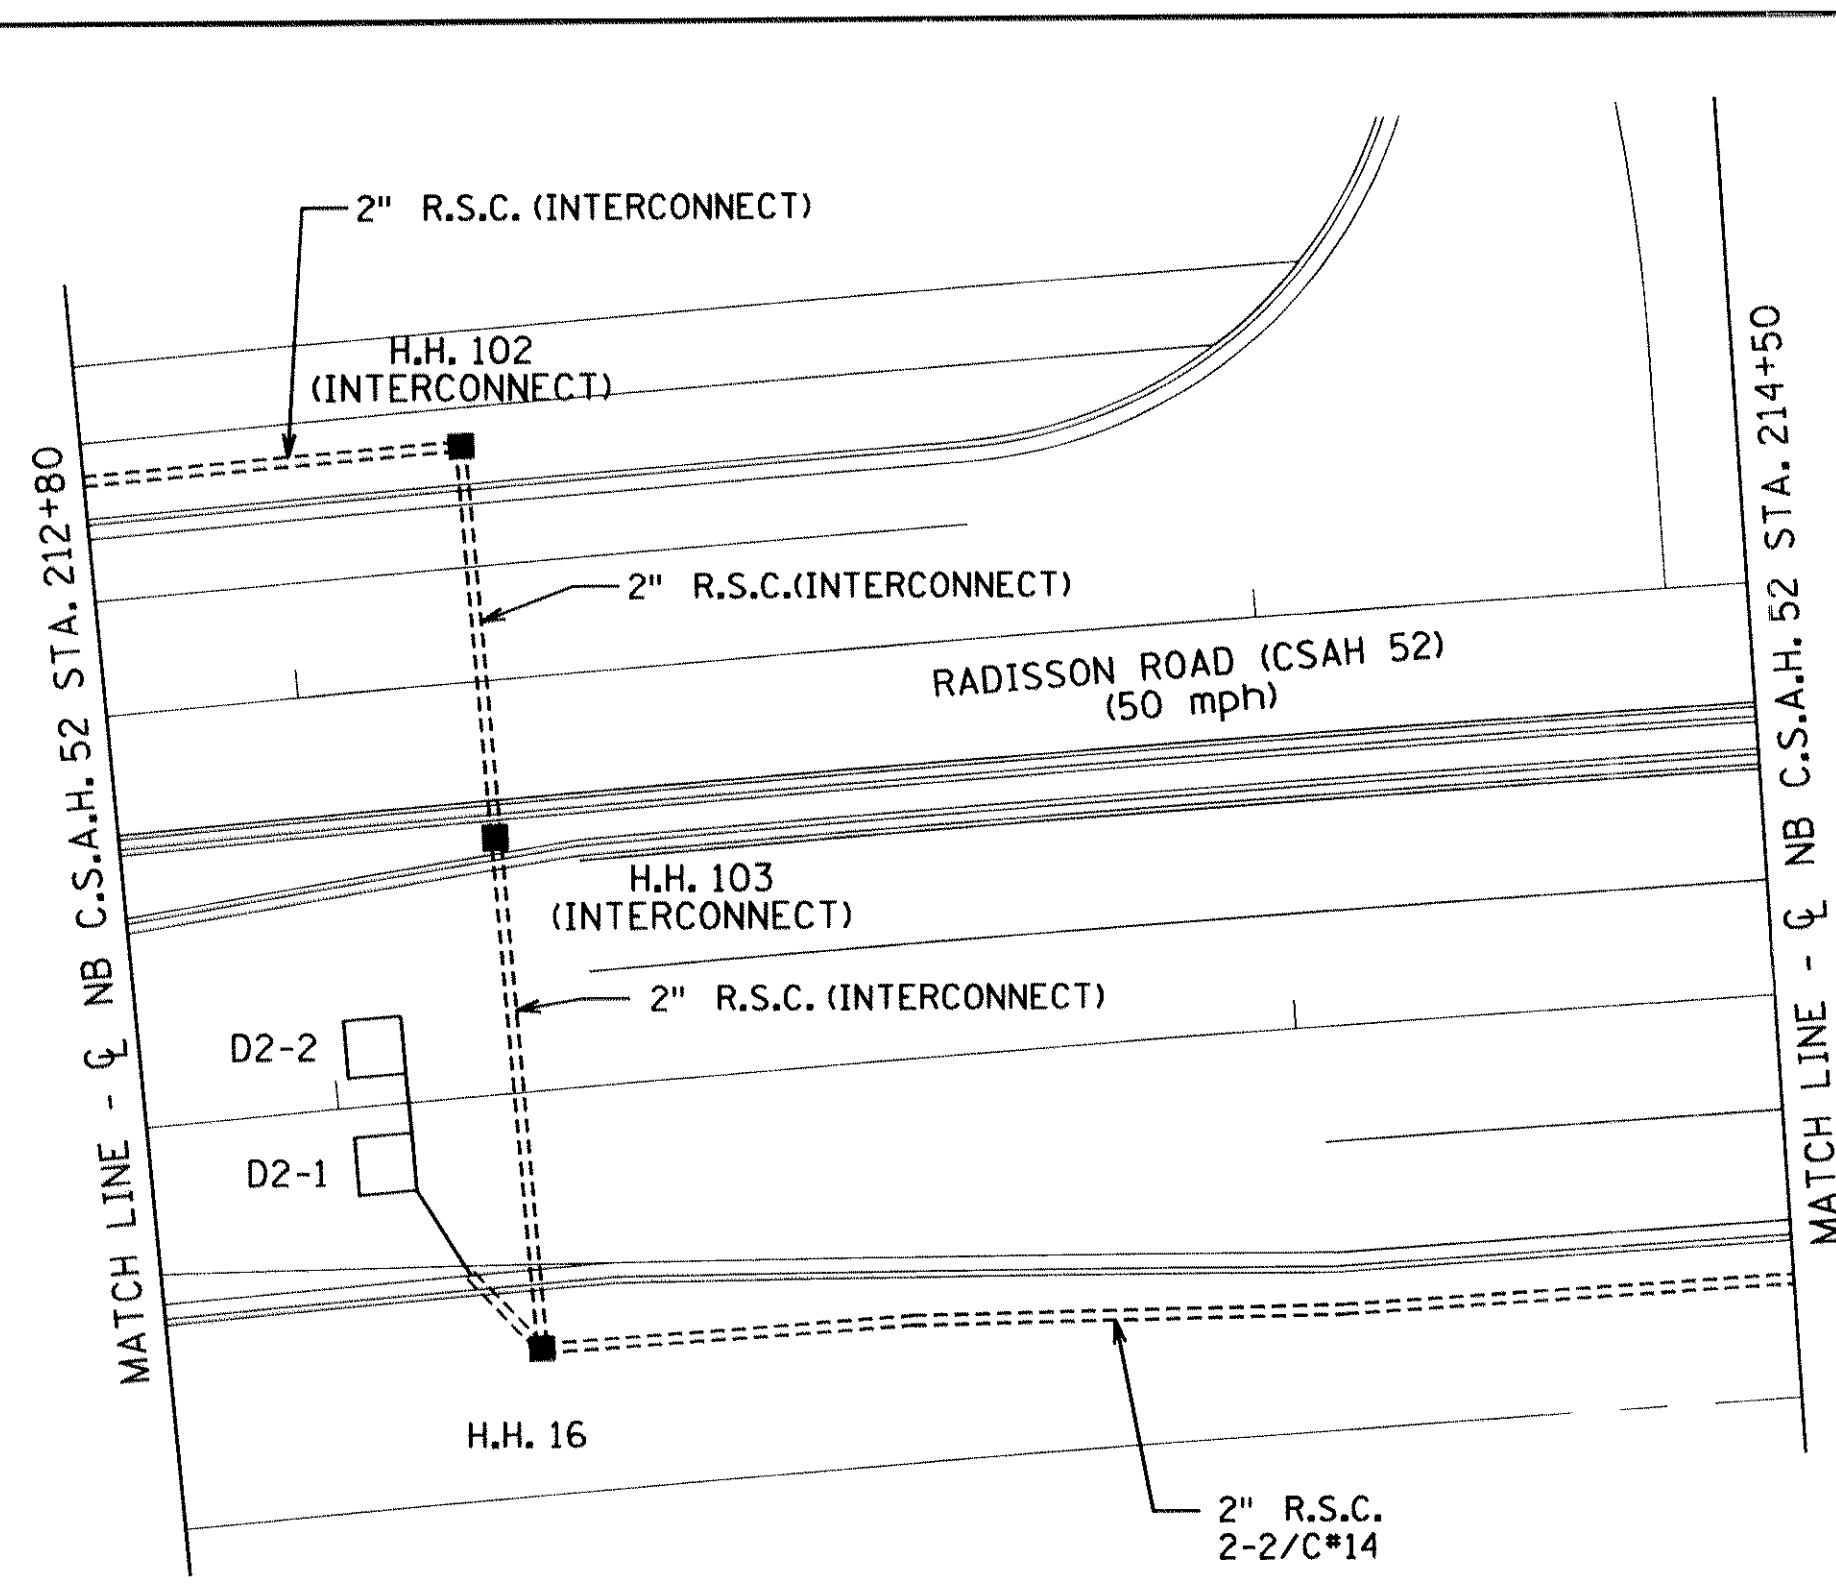 2" R.S.C. (INTERCONNECT)
H.H. 102
(INTERCONNECT)
2" R.S.C.(INTERCONNECT)
RADISSON ROAD (CSAH 52)
(50 mph)
H.H. 103
(INTERCONNECT)
2" R.S.C. (INTERCONNECT)
D2-2
D2-1
H.H. 16
2" R.S.C.
2-2/C#14
MATCH LINE - ℄ NB C.S.A.H. 52 STA. 212+80
MATCH LINE - ℄ NB C.S.A.H. 52 STA. 214+50